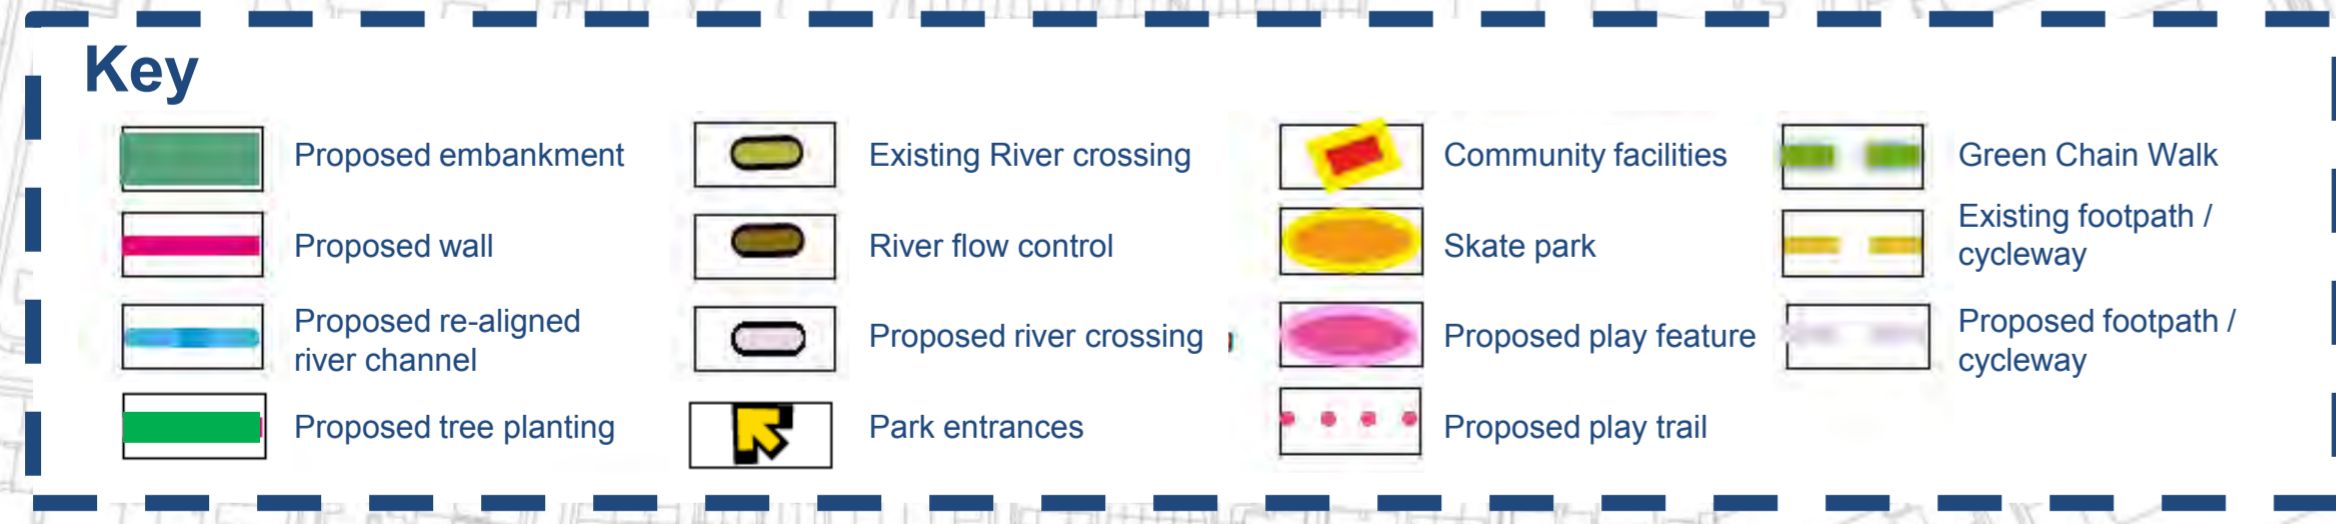 Key
Proposed embankment
Proposed wall
Proposed re-aligned
river channel
Proposed tree planting
Existing River crossing
River flow control
Proposed river crossing
Park entrances
Community facilities
Skate park
Proposed play feature
Proposed play trail
Green Chain Walk
Existing footpath /
cycleway
Proposed footpath /
cycleway